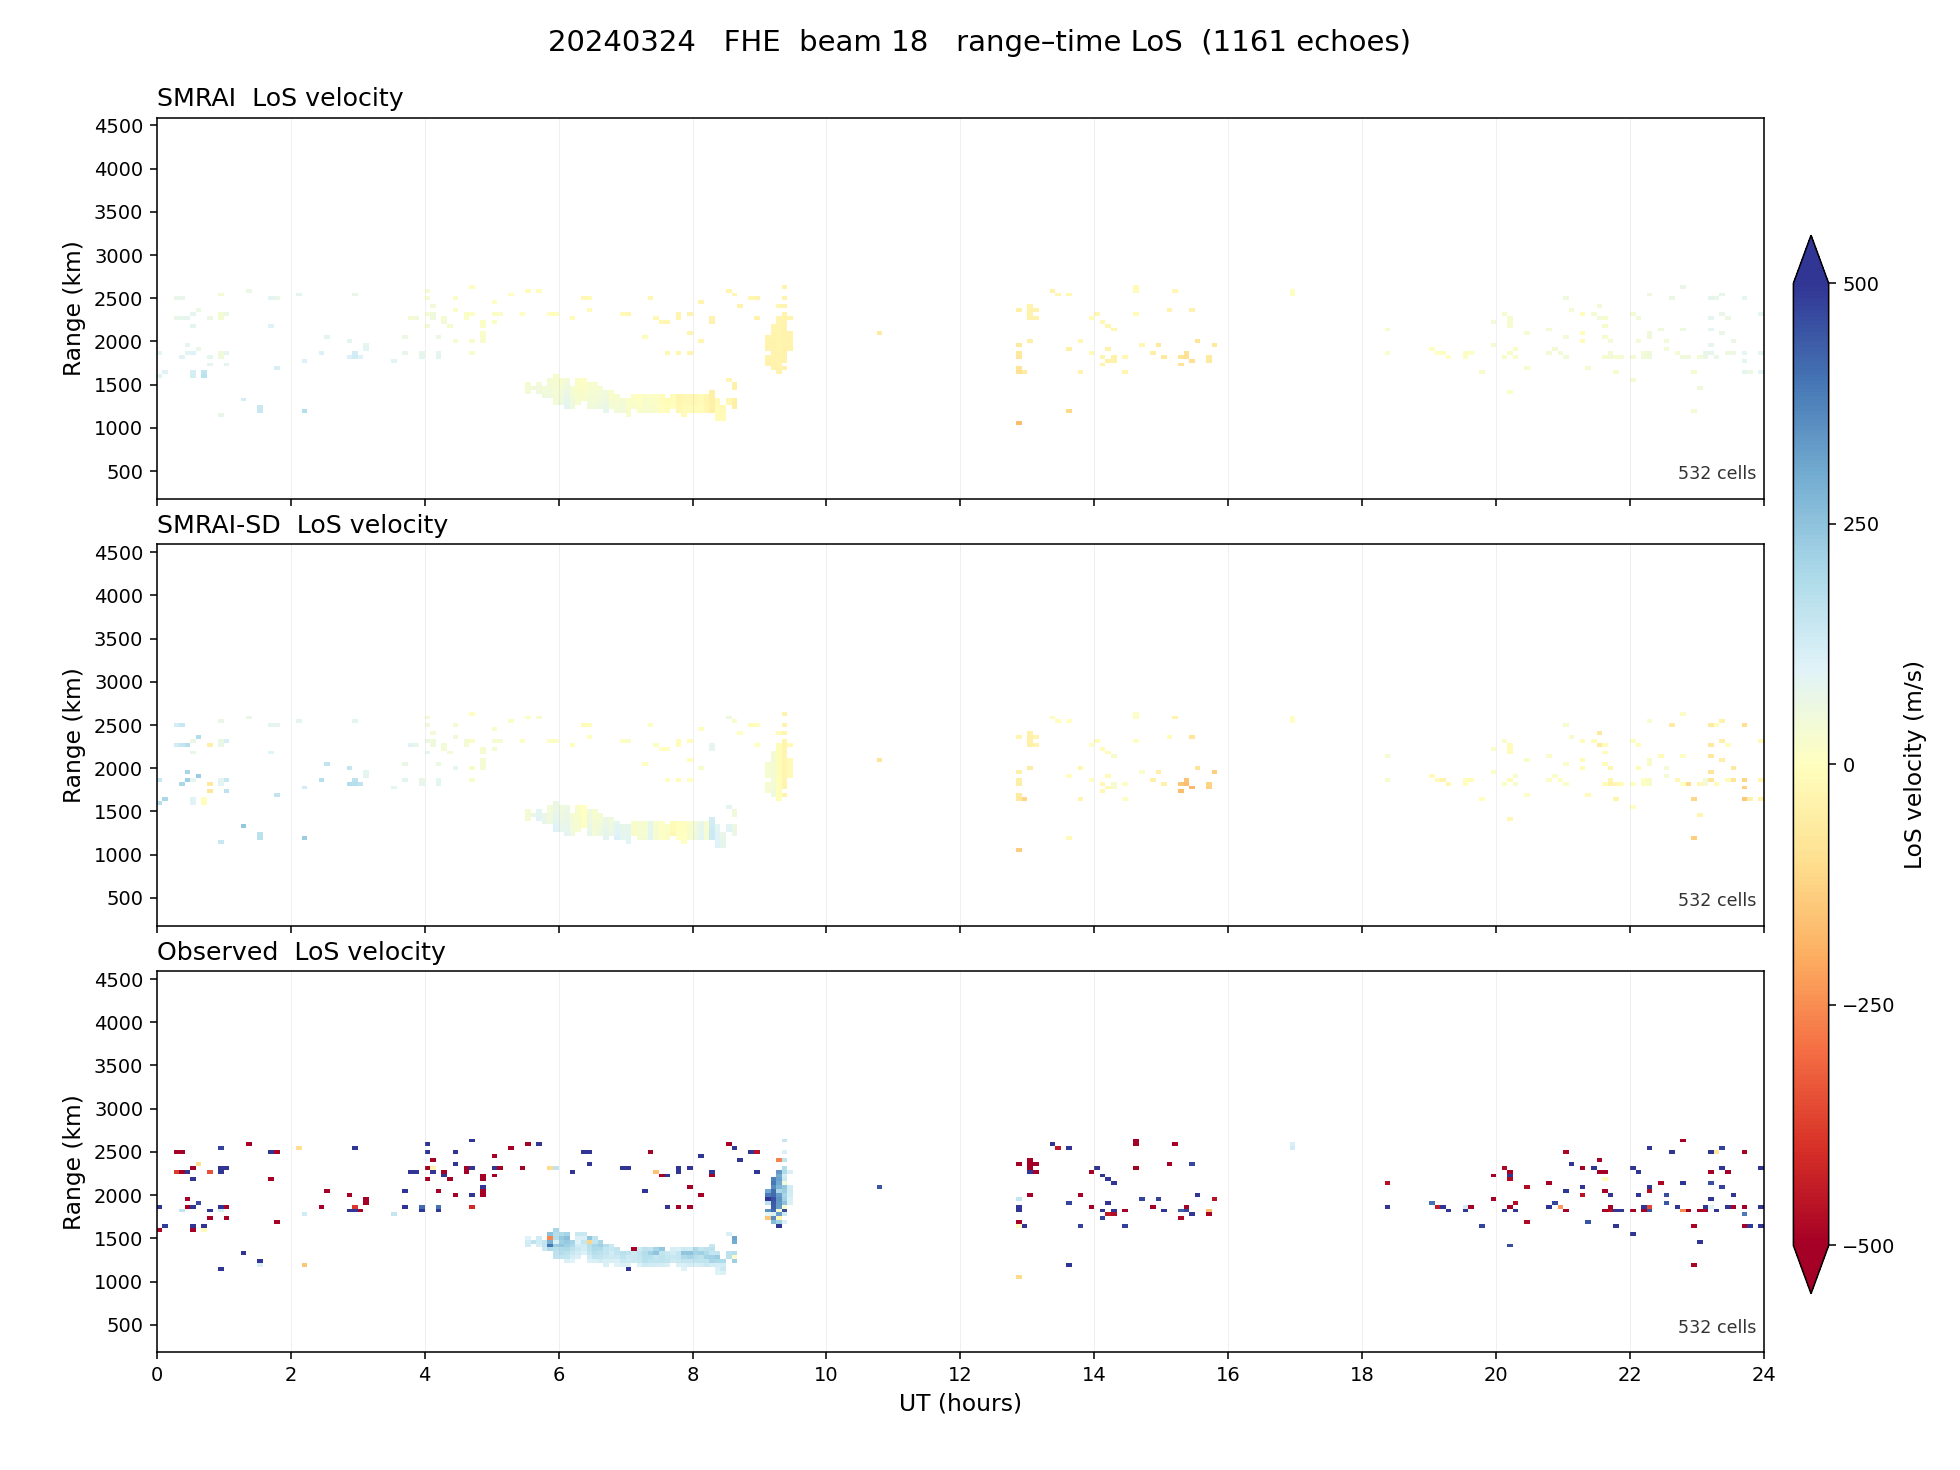 20240324   FHE  beam 18   range–time LoS  (1161 echoes)
SMRAI  LoS velocity
4500
4000
3500
3000
2500
2000
1500
1000
500
Range (km)
532 cells
SMRAI-SD  LoS velocity
4500
4000
3500
3000
2500
2000
1500
1000
500
Range (km)
532 cells
Observed  LoS velocity
4500
4000
3500
3000
2500
2000
1500
1000
500
Range (km)
532 cells
0 2 4 6 8 10 12 14 16 18 20 22 24
UT (hours)
500
250
0
−250
−500
LoS velocity (m/s)